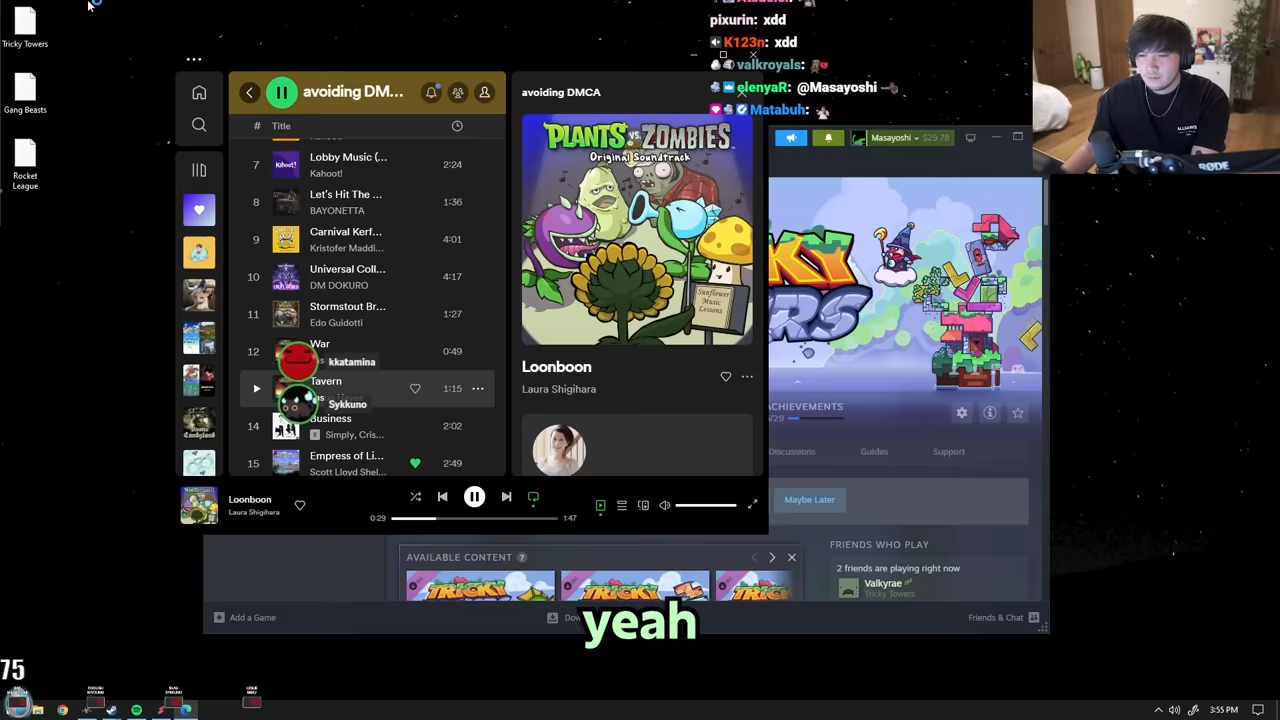 Tricky Towers
Gang Beasts
Rocket
League
avoiding DM...
# Title
7
Lobby Music (...
Kahoot!
2:24
8
Let's Hit The ...
BAYONETTA
1:36
9
Carnival Kerf...
Kristofer Maddi...
4:01
10
Universal Coll...
DM DOKURO
4:17
11
Stormstout Br...
Edo Guidotti
1:27
12
War
0:49
kkatamina
Tavern
1:15
Sykkuno
14
Business
E Simply, Cris...
2:02
15
Empress of Li...
Scott Lloyd Shel...
2:49
avoiding DMCA
PLANTS VS. ZOMBIES
Original Soundtrack
Sunflower
Music
Lessons
Loonboon
Laura Shigihara
Loonboon
Laura Shigihara
0:29
1:47
pixurin: xdd
K123n: xdd
valkroyals:
elenyaR: @Masayoshi
Matabuh:
Masayoshi
$29.78
ACHIEVEMENTS
/29
Discussions
Guides
Support
Maybe Later
FRIENDS WHO PLAY
2 friends are playing right now
Valkyrae
Tricky Towers
AVAILABLE CONTENT ?
TRICKY
TRICKY
Add a Game
Friends & Chat
yeah
75
3:55 PM
RØDE